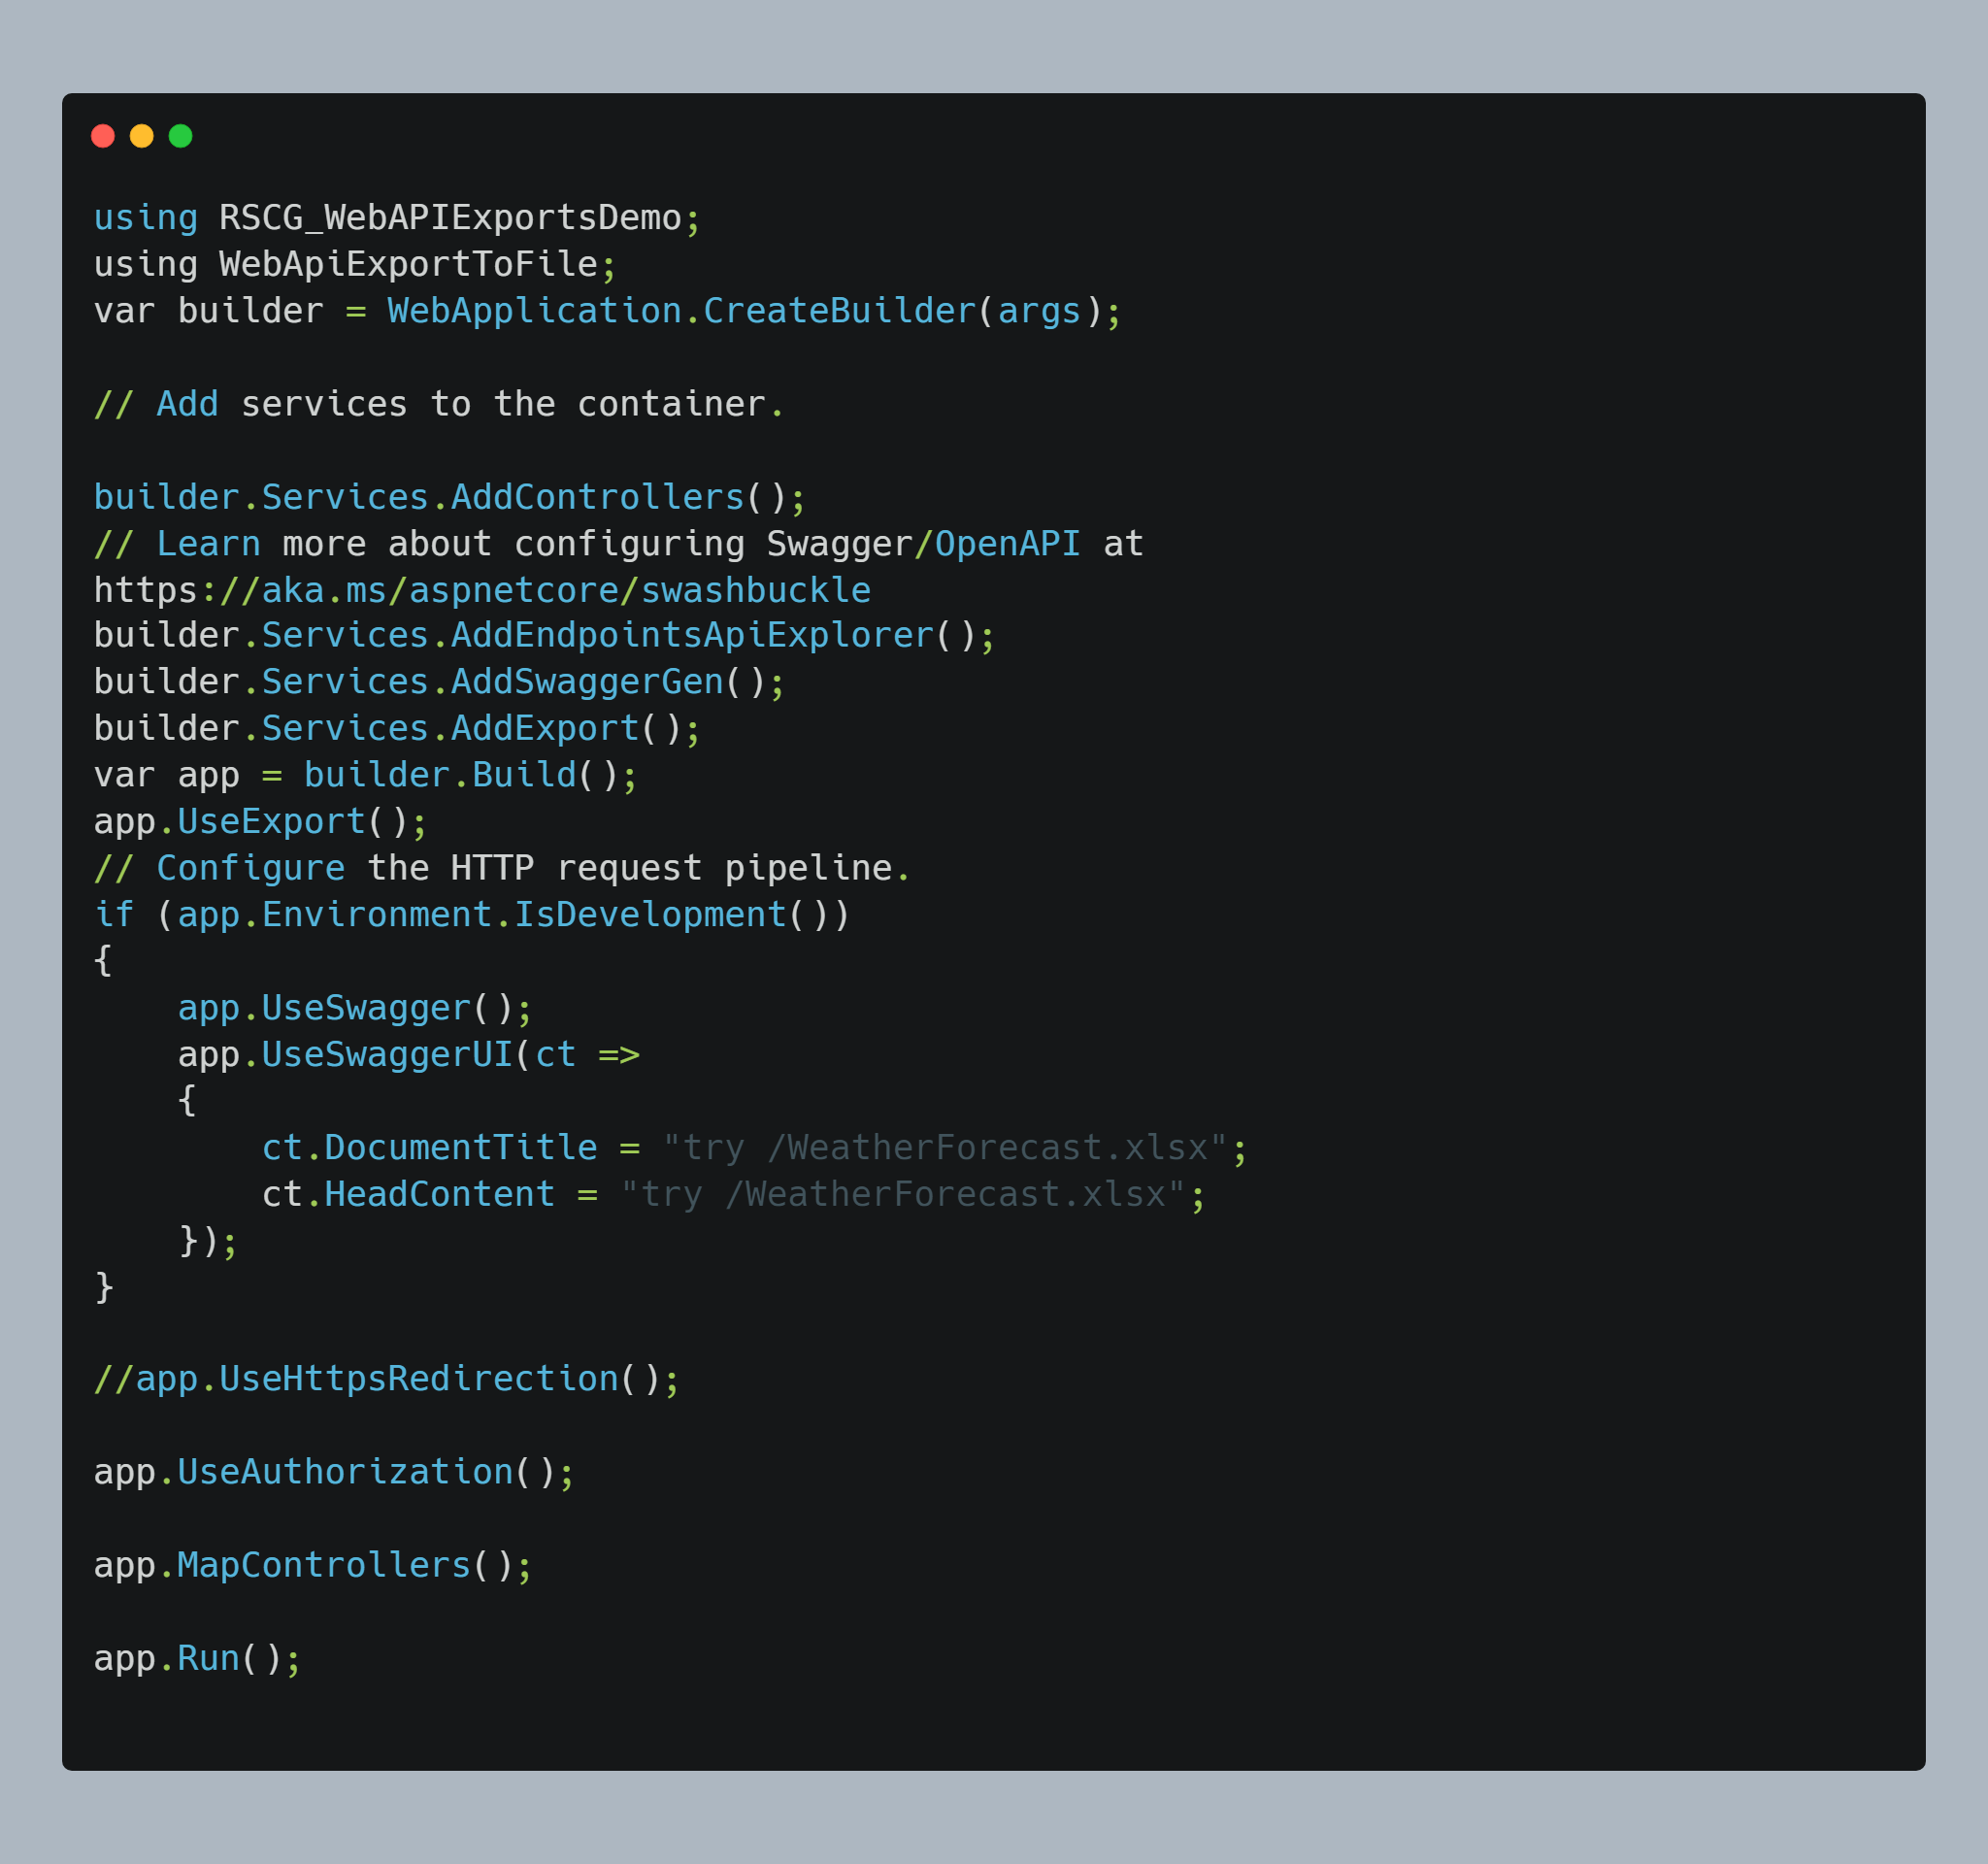 using RSCG_WebAPIExportsDemo;
using WebApiExportToFile;
var builder = WebApplication.CreateBuilder(args);

// Add services to the container.

builder.Services.AddControllers();
// Learn more about configuring Swagger/OpenAPI at
https://aka.ms/aspnetcore/swashbuckle
builder.Services.AddEndpointsApiExplorer();
builder.Services.AddSwaggerGen();
builder.Services.AddExport();
var app = builder.Build();
app.UseExport();
// Configure the HTTP request pipeline.
if (app.Environment.IsDevelopment())
{
    app.UseSwagger();
    app.UseSwaggerUI(ct =>
    {
        ct.DocumentTitle = "try /WeatherForecast.xlsx";
        ct.HeadContent = "try /WeatherForecast.xlsx";
    });
}

//app.UseHttpsRedirection();

app.UseAuthorization();

app.MapControllers();

app.Run();